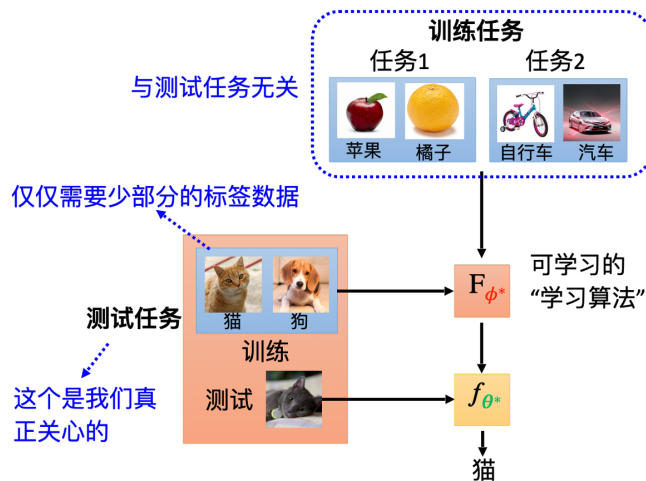 训练任务
任务1
任务2
与测试任务无关
苹果
橘子
自行车
汽车
仅仅需要少部分的标签数据
猫
狗
训练
测试任务
测试
这个是我们真
正关心的
F_ϕ*
可学习的
“学习算法”
f_θ*
猫